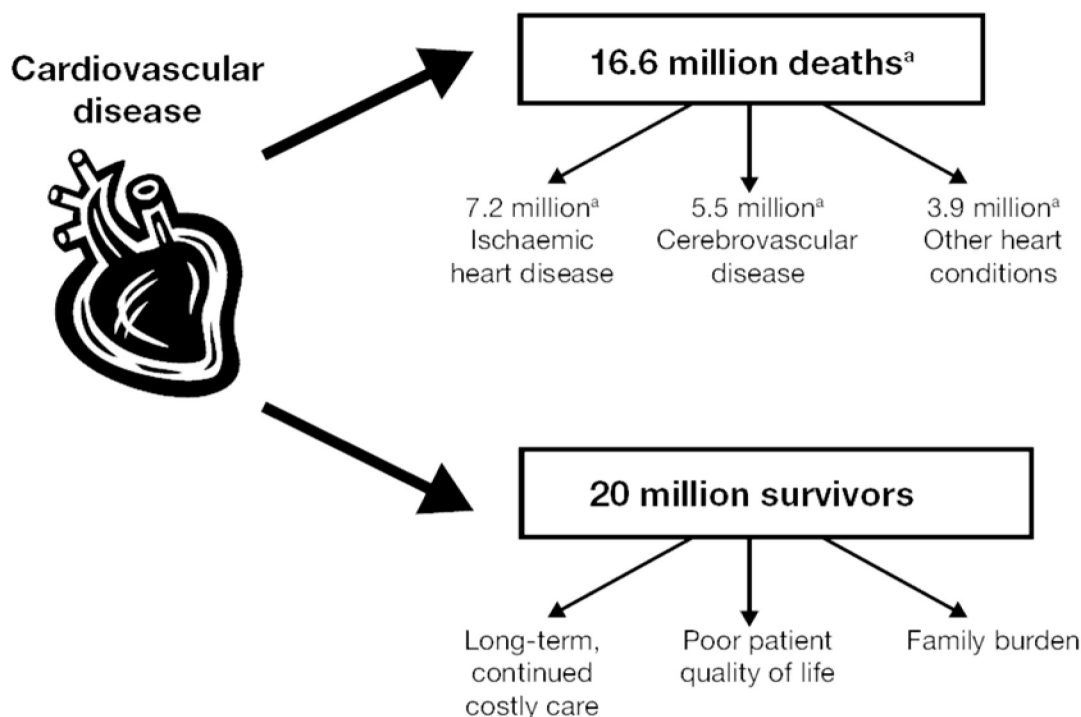 Cardiovascular
disease
16.6 million deathsᵃ
7.2 millionᵃ
Ischaemic
heart disease
5.5 millionᵃ
Cerebrovascular
disease
3.9 millionᵃ
Other heart
conditions
20 million survivors
Long-term,
continued
costly care
Poor patient
quality of life
Family burden